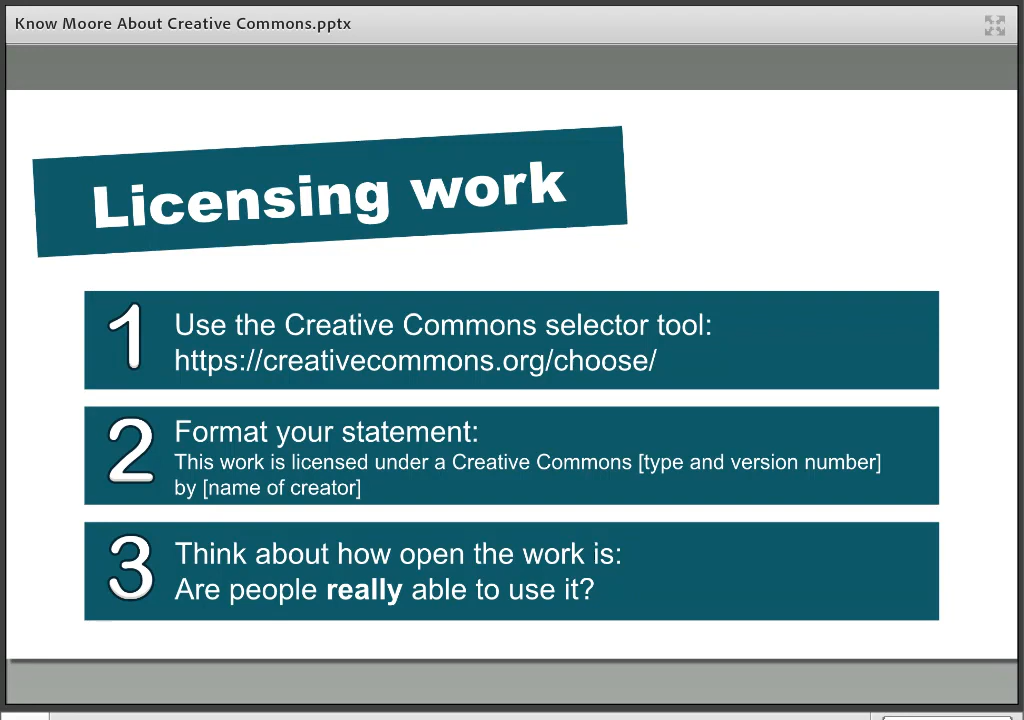 Know Moore About Creative Commons.pptx
Licensing work
1
Use the Creative Commons selector tool:
https://creativecommons.org/choose/
2
Format your statement:
This work is licensed under a Creative Commons [type and version number]
by [name of creator]
3
Think about how open the work is:
Are people really able to use it?